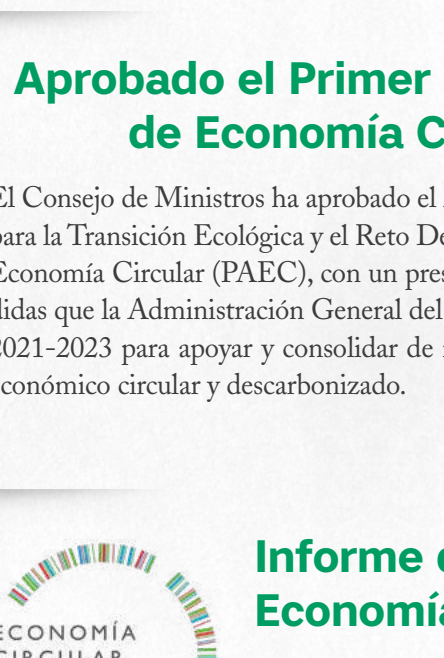 Aprobado el Primer
de Economía C
El Consejo de Ministros ha aprobado el
para la Transición Ecológica y el Reto De
Economía Circular (PAEC), con un pres
didas que la Administración General del
2021-2023 para apoyar y consolidar de
económico circular y descarbonizado.
Informe
Economía
ECONOMÍA
CIRCULAR